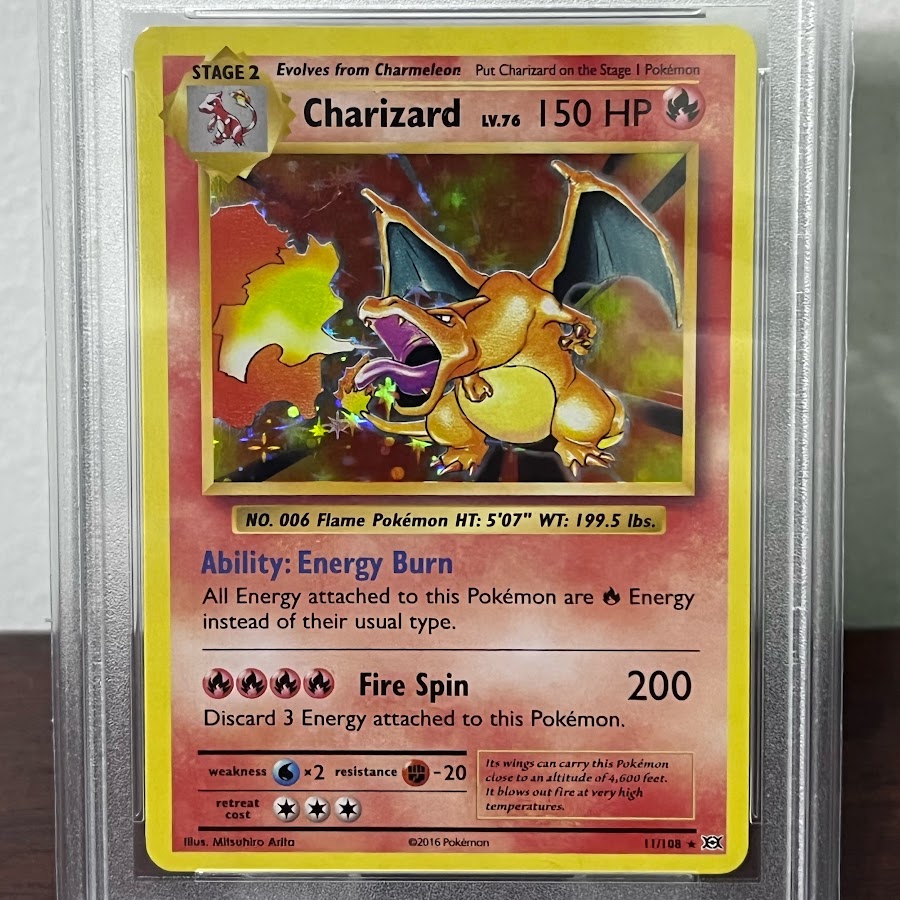 STAGE 2 Evolves from Charmeleon Put Charizard on the Stage 1 Pokémon
Charizard LV.76 150 HP
NO. 006 Flame Pokémon HT: 5'07" WT: 199.5 lbs.
Ability: Energy Burn
All Energy attached to this Pokémon are Energy
instead of their usual type.
Fire Spin 200
Discard 3 Energy attached to this Pokémon.
weakness ×2 resistance -20
retreat
cost
Its wings can carry this Pokémon
close to an altitude of 4,600 feet.
It blows out fire at very high
temperatures.
Illus. Mitsuhiro Arita ©2016 Pokémon 11/108 ★